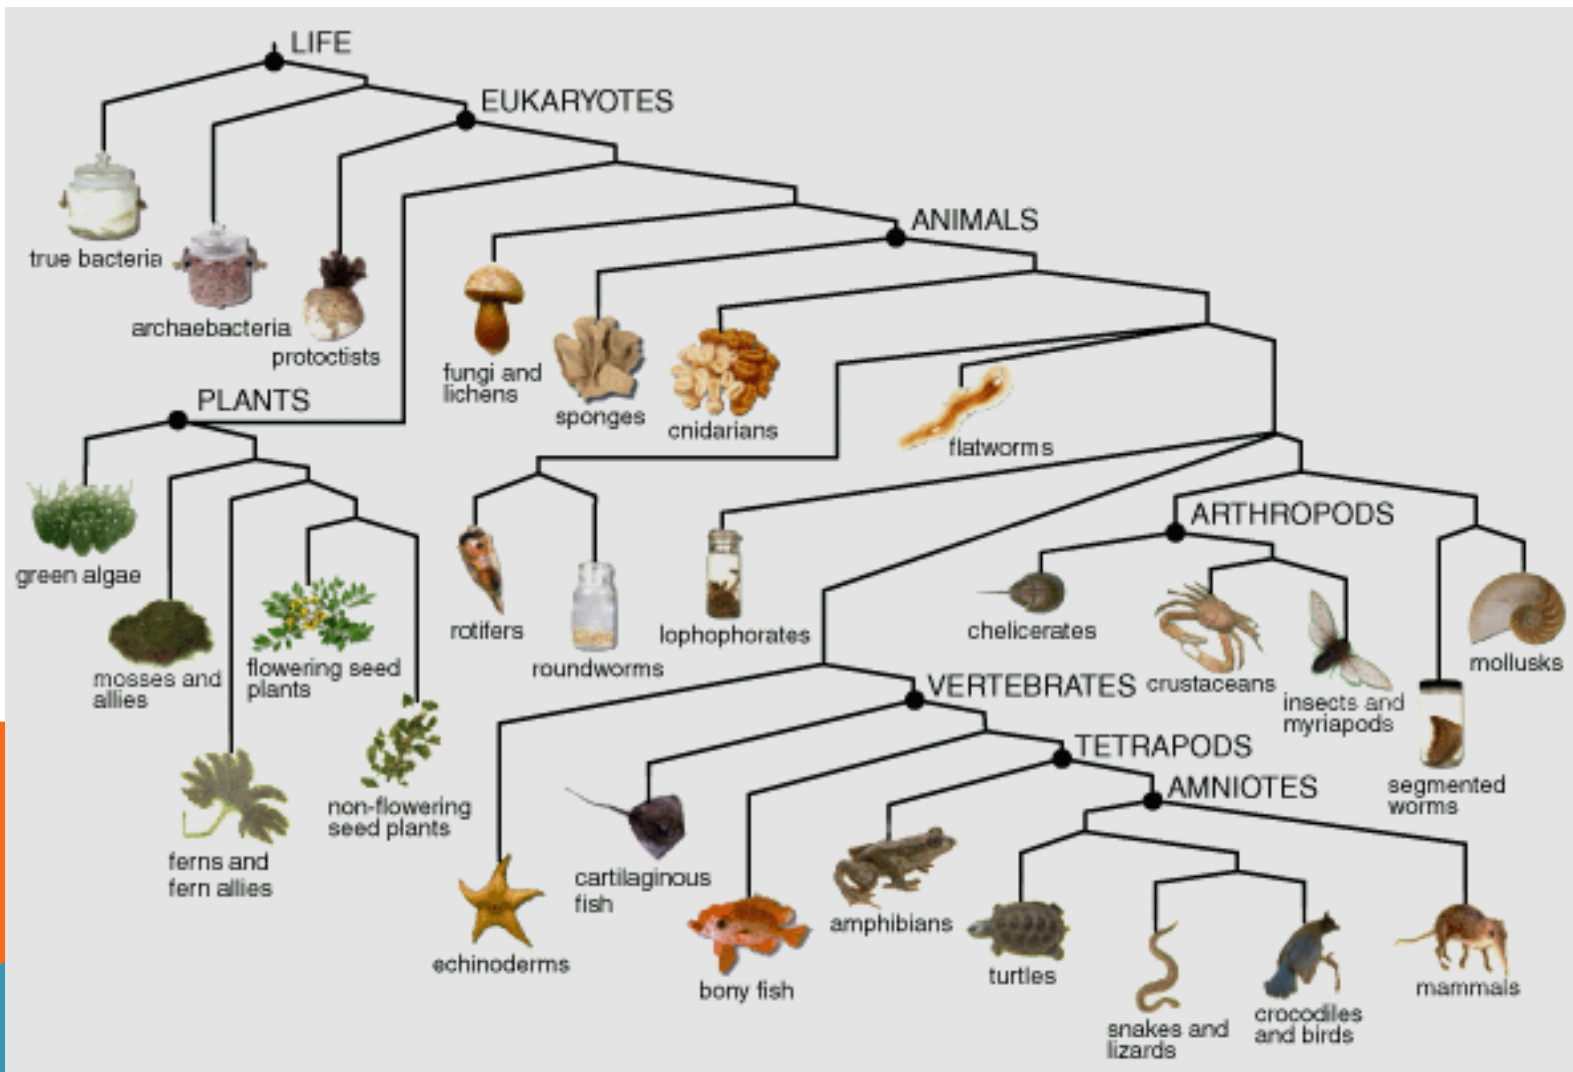 LIFE
EUKARYOTES
true bacteria
archaebacteria
protoctists
ANIMALS
fungi and
lichens
sponges
cnidarians
flatworms
PLANTS
green algae
mosses and
allies
flowering seed
plants
ferns and
fern allies
non-flowering
seed plants
rotifers
roundworms
lophophorates
ARTHROPODS
chelicerates
crustaceans
insects and
myriapods
mollusks
segmented
worms
VERTEBRATES
TETRAPODS
AMNIOTES
echinoderms
cartilaginous
fish
bony fish
amphibians
turtles
snakes and
lizards
crocodiles
and birds
mammals